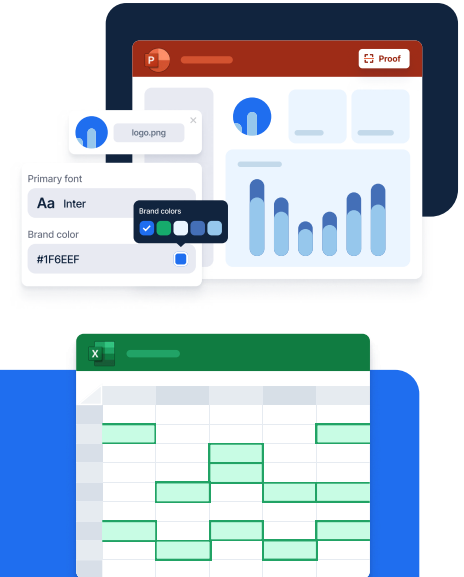 P
Proof
logo.png
Primary font
Aa Inter
Brand colors
Brand color
#1F6EEF
X